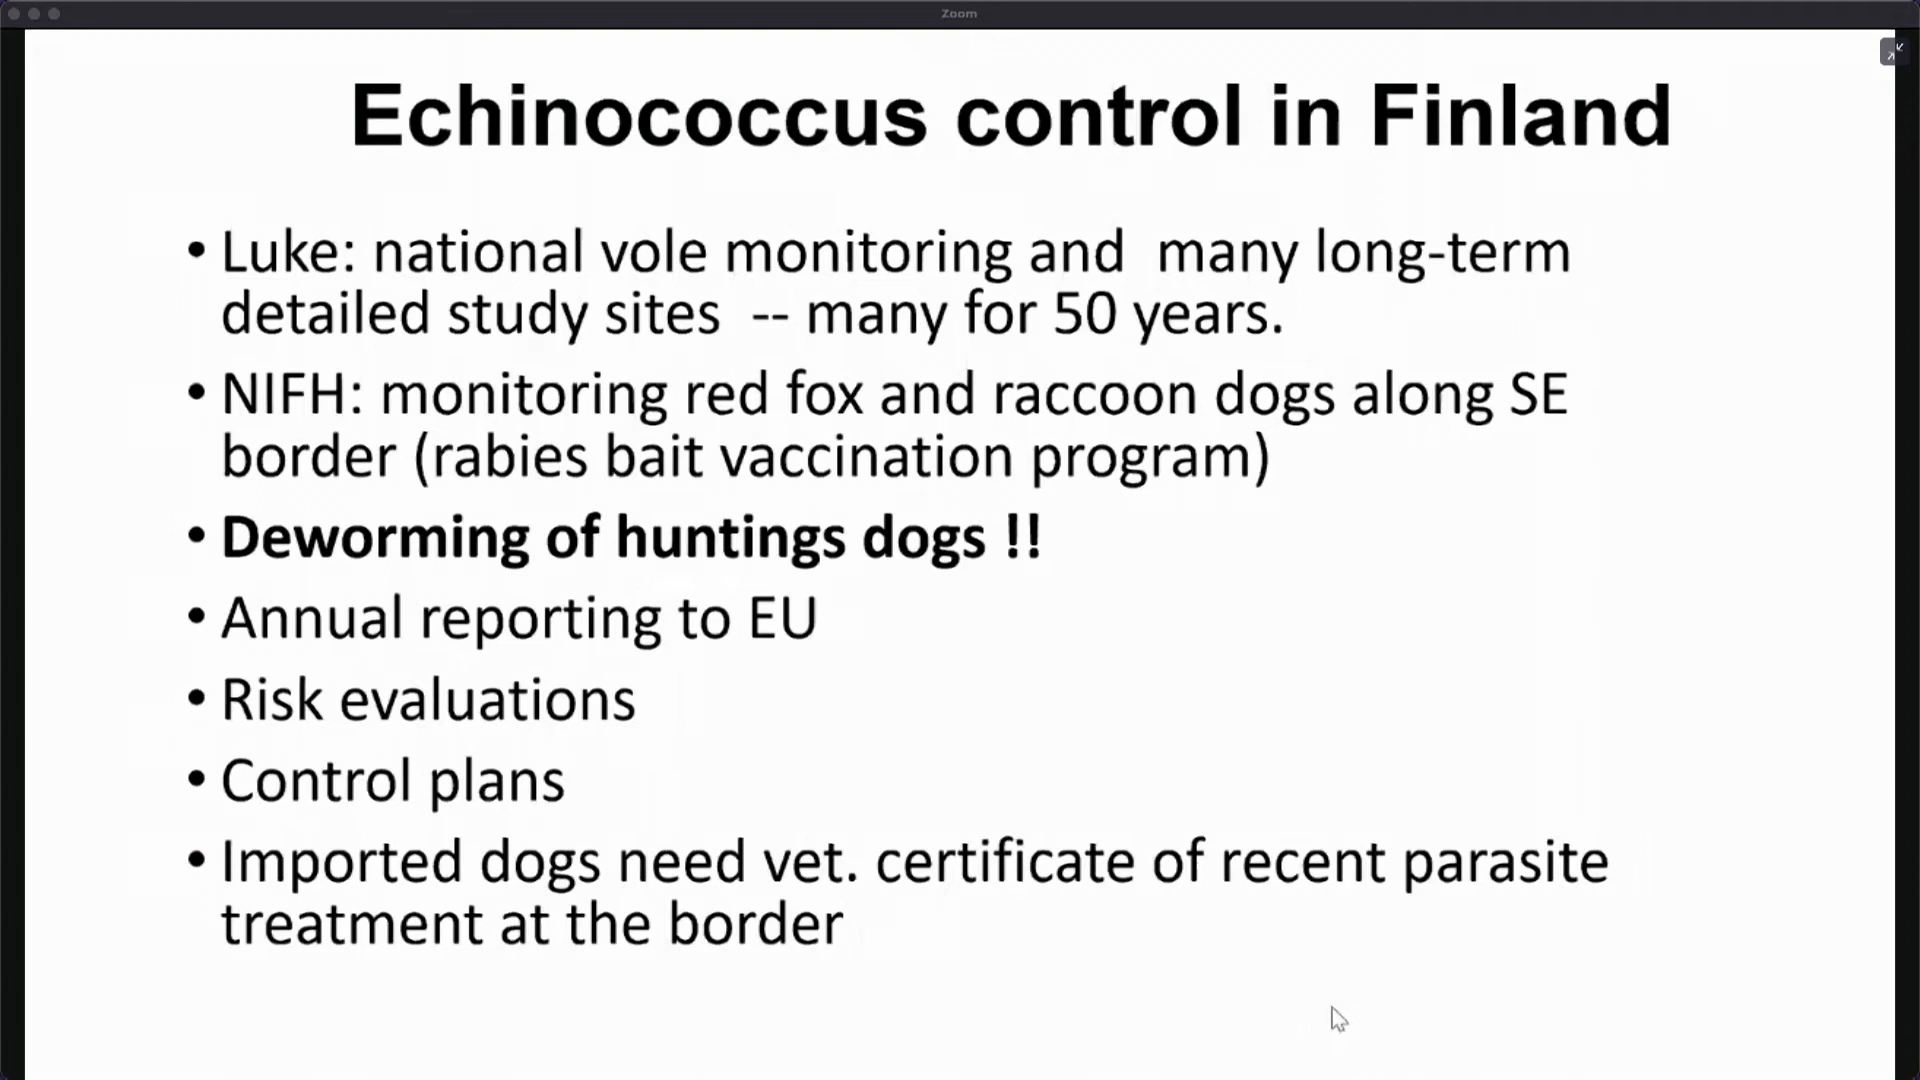 Zoom
Echinococcus control in Finland
• Luke: national vole monitoring and  many long-term
detailed study sites  -- many for 50 years.
• NIFH: monitoring red fox and raccoon dogs along SE
border (rabies bait vaccination program)
• Deworming of huntings dogs !!
• Annual reporting to EU
• Risk evaluations
• Control plans
• Imported dogs need vet. certificate of recent parasite
treatment at the border